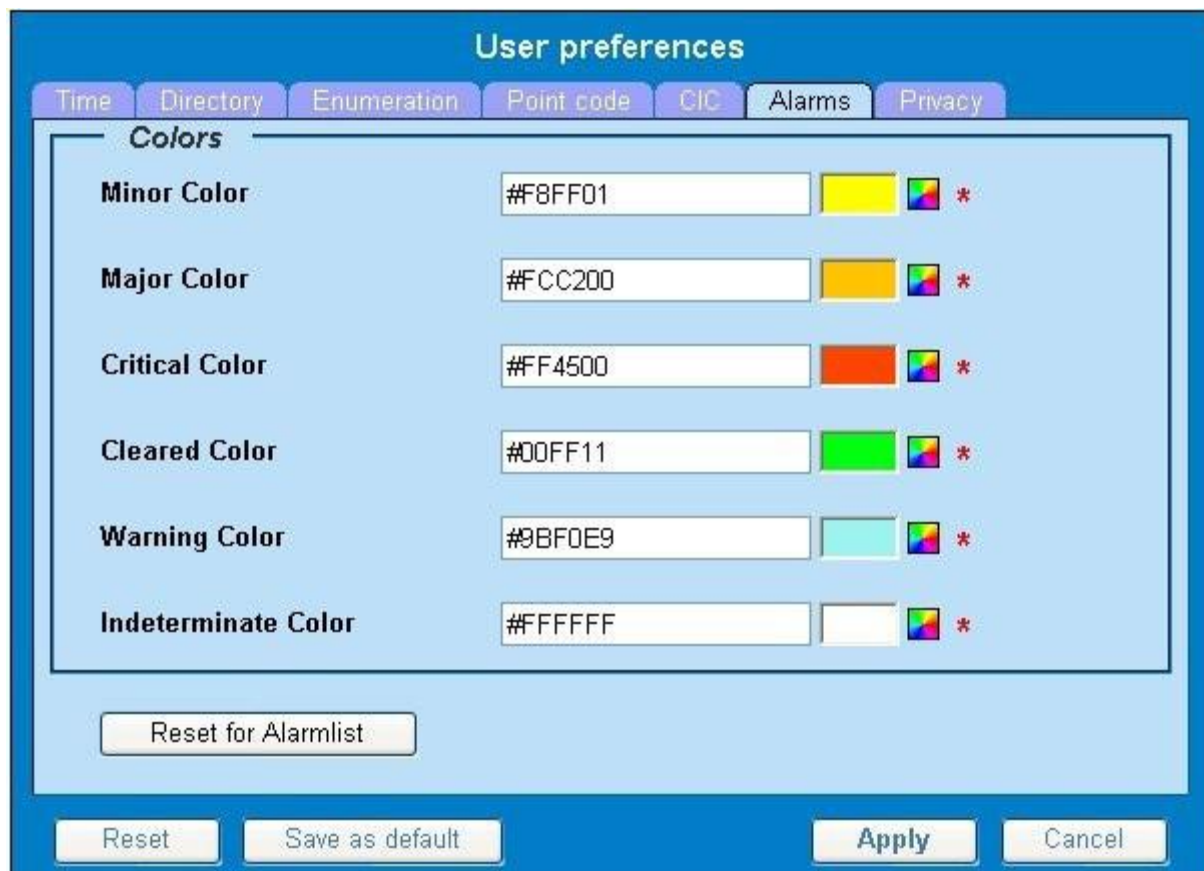 User preferences
Time Directory Enumeration Point code CIC Alarms Privacy
Colors
Minor Color #F8FF01 *
Major Color #FCC200 *
Critical Color #FF4500 *
Cleared Color #00FF11 *
Warning Color #9BF0E9 *
Indeterminate Color #FFFFFF *
Reset for Alarmlist
Reset Save as default Apply Cancel